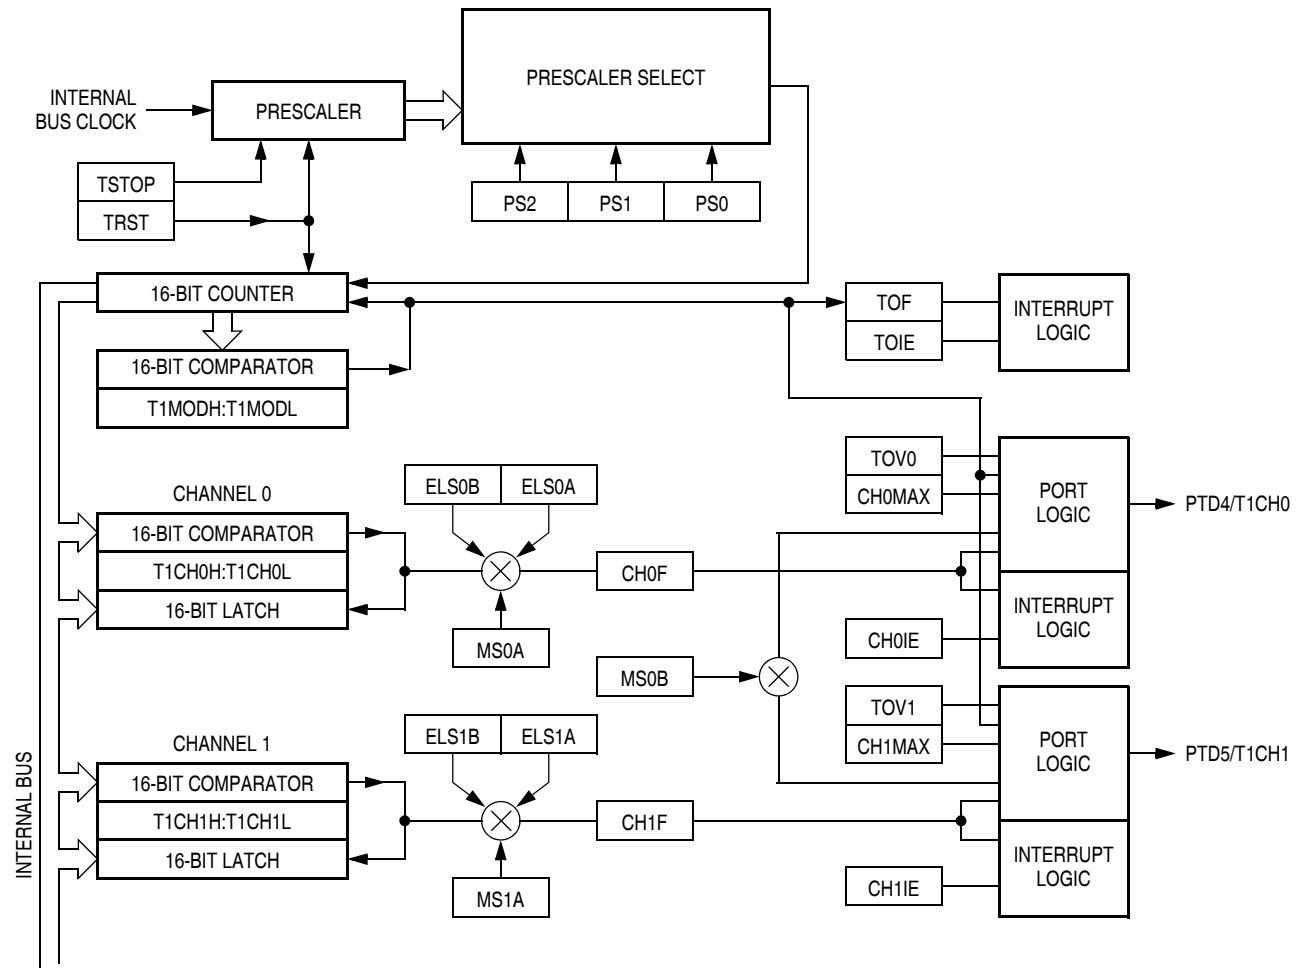 PRESCALER SELECT
INTERNAL
BUS CLOCK
PRESCALER
TSTOP
TRST
PS2
PS1
PS0
16-BIT COUNTER
16-BIT COMPARATOR
T1MODH:T1MODL
TOF
TOIE
INTERRUPT
LOGIC
CHANNEL 0
16-BIT COMPARATOR
T1CH0H:T1CH0L
16-BIT LATCH
ELS0B
ELS0A
MS0A
CH0F
TOV0
CH0MAX
PORT
LOGIC
PTD4/T1CH0
INTERRUPT
LOGIC
CH0IE
MS0B
CHANNEL 1
16-BIT COMPARATOR
T1CH1H:T1CH1L
16-BIT LATCH
ELS1B
ELS1A
MS1A
CH1F
TOV1
CH1MAX
PORT
LOGIC
PTD5/T1CH1
INTERRUPT
LOGIC
CH1IE
INTERNAL BUS